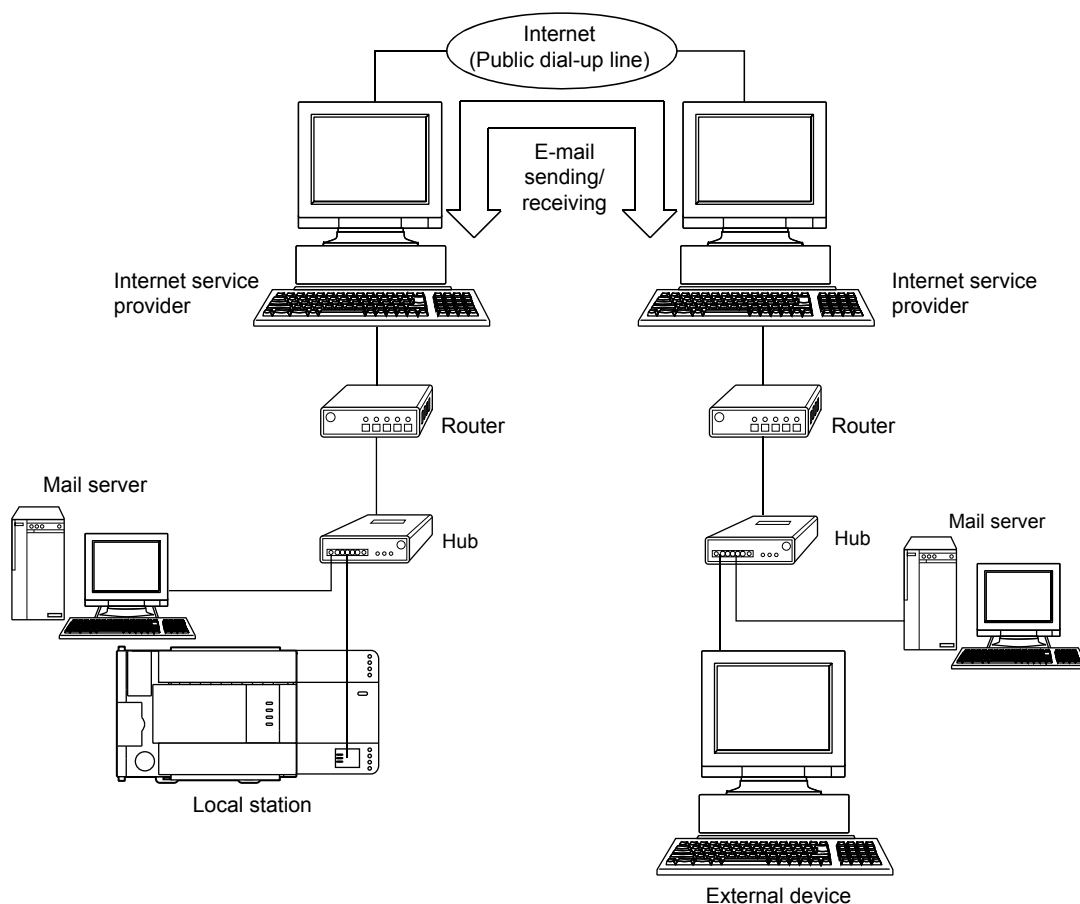 Internet
(Public dial-up line)
E-mail
sending/
receiving
Internet service
provider
Internet service
provider
Router
Router
Mail server
Hub
Hub
Mail server
Local station
External device